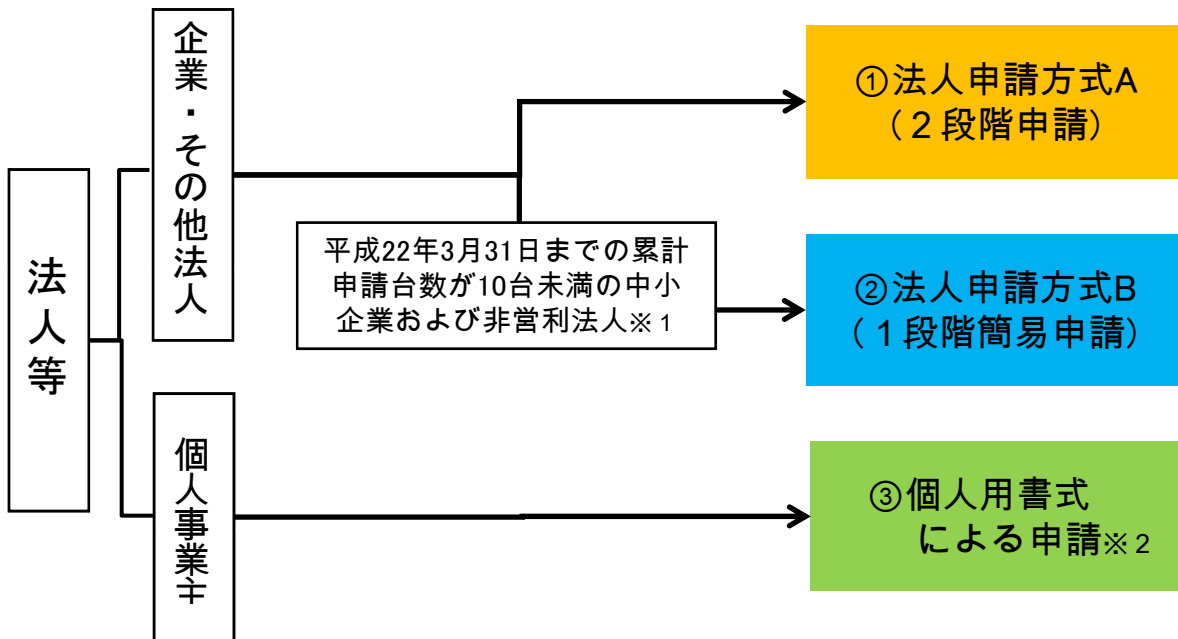 法人等
企業・その他法人
個人事業主
平成22年3月31日までの累計
申請台数が10台未満の中小
企業および非営利法人※1
①法人申請方式A
(2段階申請)
②法人申請方式B
(1段階簡易申請)
③個人用書式
による申請※2